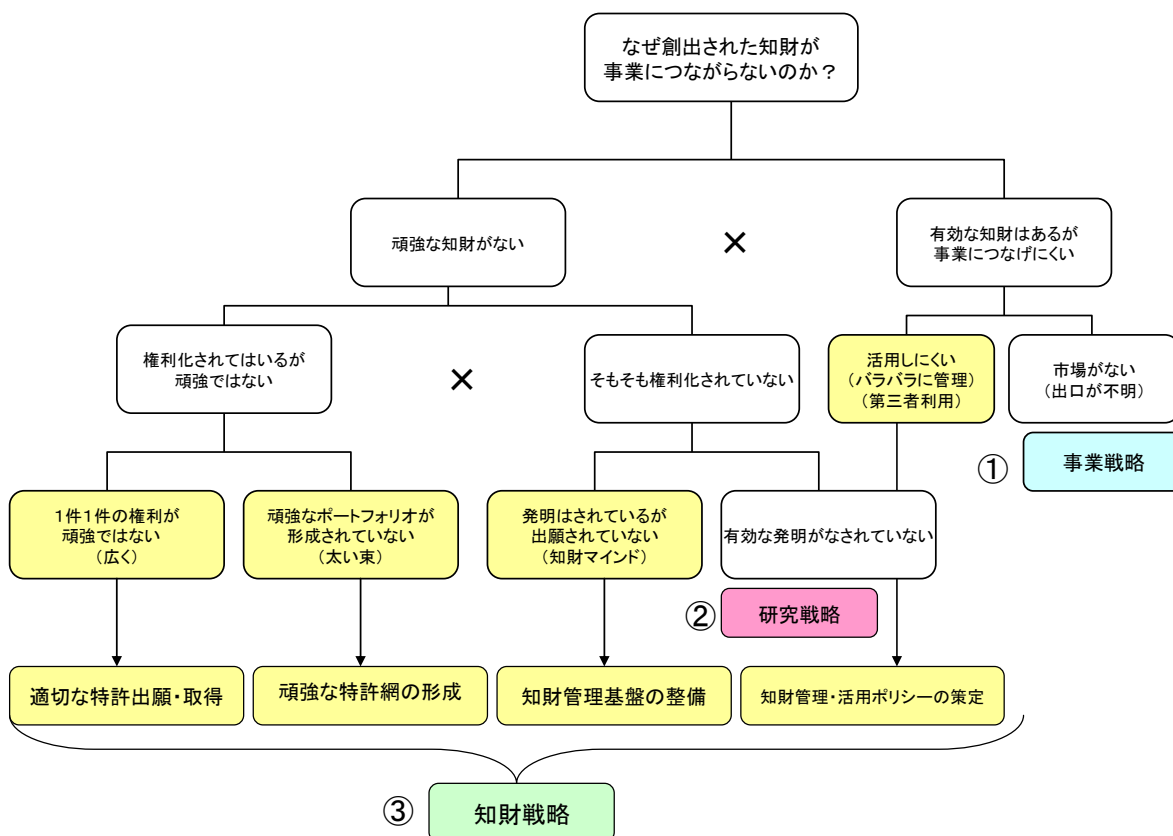 なぜ創出された知財が
事業につながらないのか？
頑強な知財がない
×
有効な知財はあるが
事業につなげにくい
権利化されてはいるが
頑強ではない
×
そもそも権利化されていない
活用しにくい
（バラバラに管理）
（第三者利用）
市場がない
（出口が不明）
①
事業戦略
１件１件の権利が
頑強ではない
（広く）
頑強なポートフォリオが
形成されていない
（太い束）
発明はされているが
出願されていない
（知財マインド）
有効な発明がなされていない
②
研究戦略
適切な特許出願・取得
頑強な特許網の形成
知財管理基盤の整備
知財管理・活用ポリシーの策定
③
知財戦略